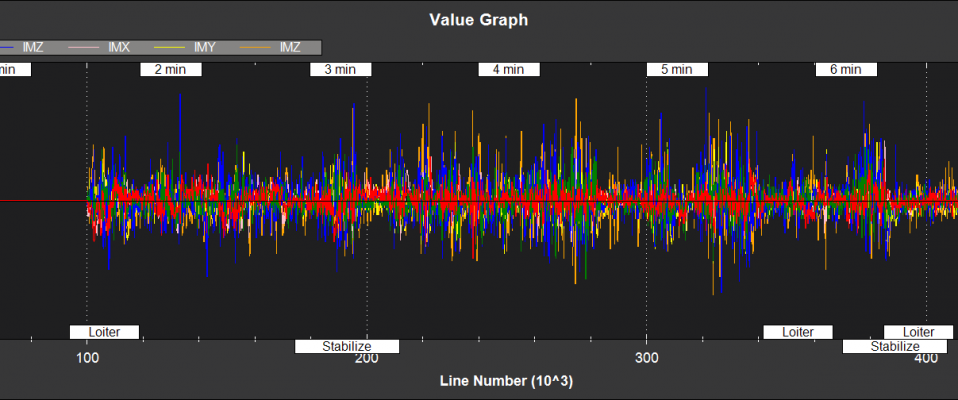 Value Graph
IMZ IMX IMY IMZ
min 2 min 3 min 4 min 5 min 6 min
Loiter Loiter Loiter
Stabilize Stabilize
100 200 300 400
Line Number (10^3)